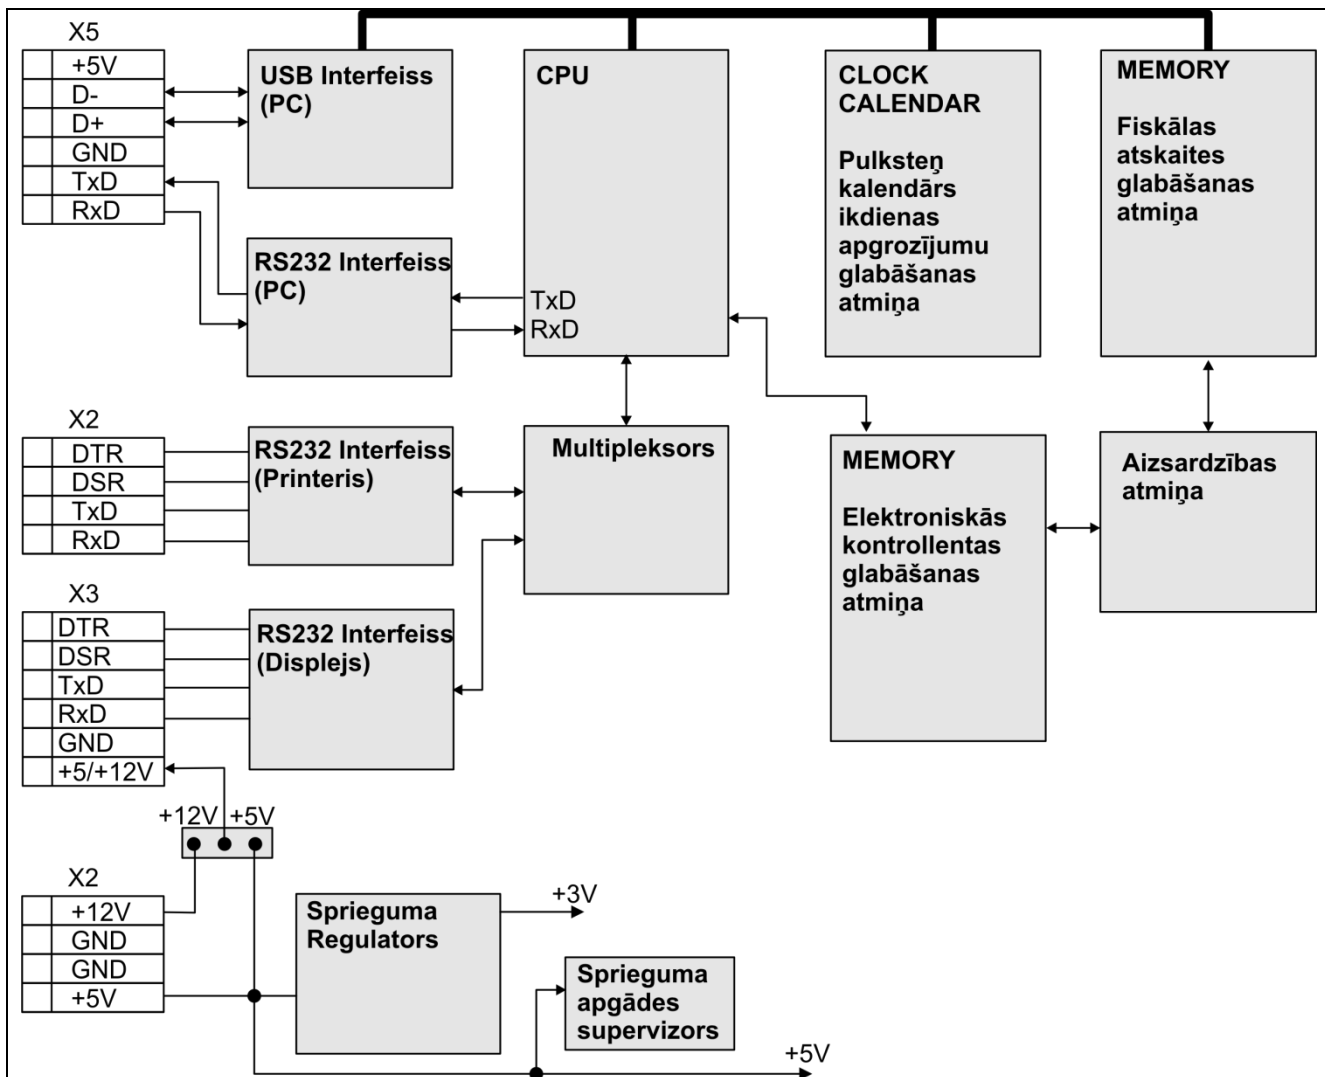 X5
+5V
D-
D+
GND
TxD
RxD
USB Interfeiss
(PC)
RS232 Interfeiss
(PC)
CPU
TxD
RxD
CLOCK
CALENDAR
Pulksteņ
kalendārs
ikdienas
apgrozījumu
glabāšanas
atmiņa
MEMORY
Fiskālas
atskaites
glabāšanas
atmiņa
X2
DTR
DSR
TxD
RxD
RS232 Interfeiss
(Printeris)
Multipleksors
MEMORY
Elektroniskās
kontrollentas
glabāšanas
atmiņa
Aizsardzības
atmiņa
X3
DTR
DSR
TxD
RxD
GND
+5/+12V
RS232 Interfeiss
(Displejs)
+12V +5V
X2
+12V
GND
GND
+5V
Sprieguma
Regulators
+3V
Sprieguma
apgādes
supervizors
+5V